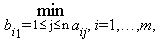 b_{i1} = min_{1≤j≤n} a_{ij}, i=1,…,m,